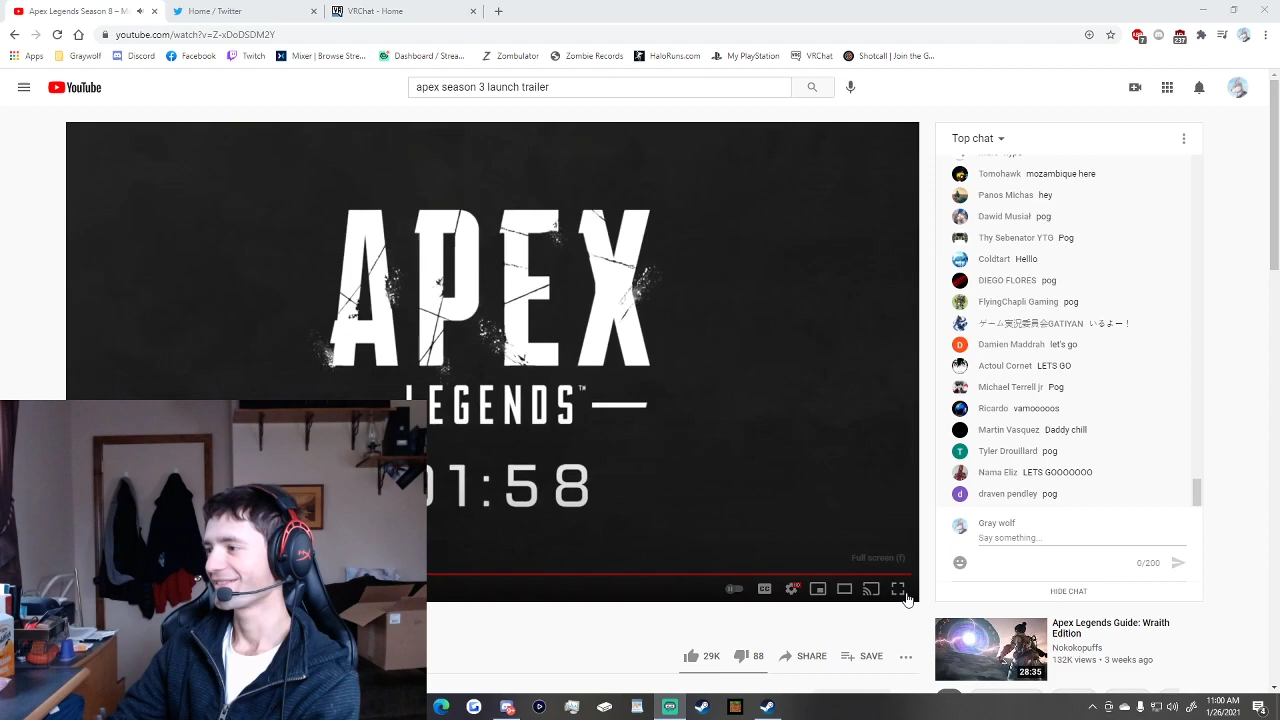 Apex Legends Season 8 – M
Home / Twitter
VRChat - Home
youtube.com/watch?v=Z-xDoDSDM2Y
7
237
Apps
Graywolf
Discord
Facebook
Twitch
Mixer | Browse Stre...
Dashboard / Strea...
Zombulator
Zombie Records
HaloRuns.com
My PlayStation
VRChat
Shotcall | Join the G...
YouTube
apex season 3 launch trailer
APEX
LEGENDS™
01:58
Full screen (f)
Top chat
Tomohawk mozambique here
Panos Michas hey
Dawid Musiał pog
Thy Sebenator YTG Pog
Coldtart Helllo
DIEGO FLORES pog
FlyingChapli Gaming pog
ゲーム実況委員会GATIYAN いるよー！
Damien Maddrah let's go
Actoul Cornet LETS GO
Michael Terrell jr Pog
Ricardo vamooooos
Martin Vasquez Daddy chill
Tyler Drouillard pog
Nama Eliz LETS GOOOOOOO
draven pendley pog
Gray wolf
Say something...
0/200
HIDE CHAT
29K
88
SHARE
SAVE
Apex Legends Guide: Wraith
Edition
Nokokopuffs
132K views • 3 weeks ago
28:35
11:00 AM
1/26/2021